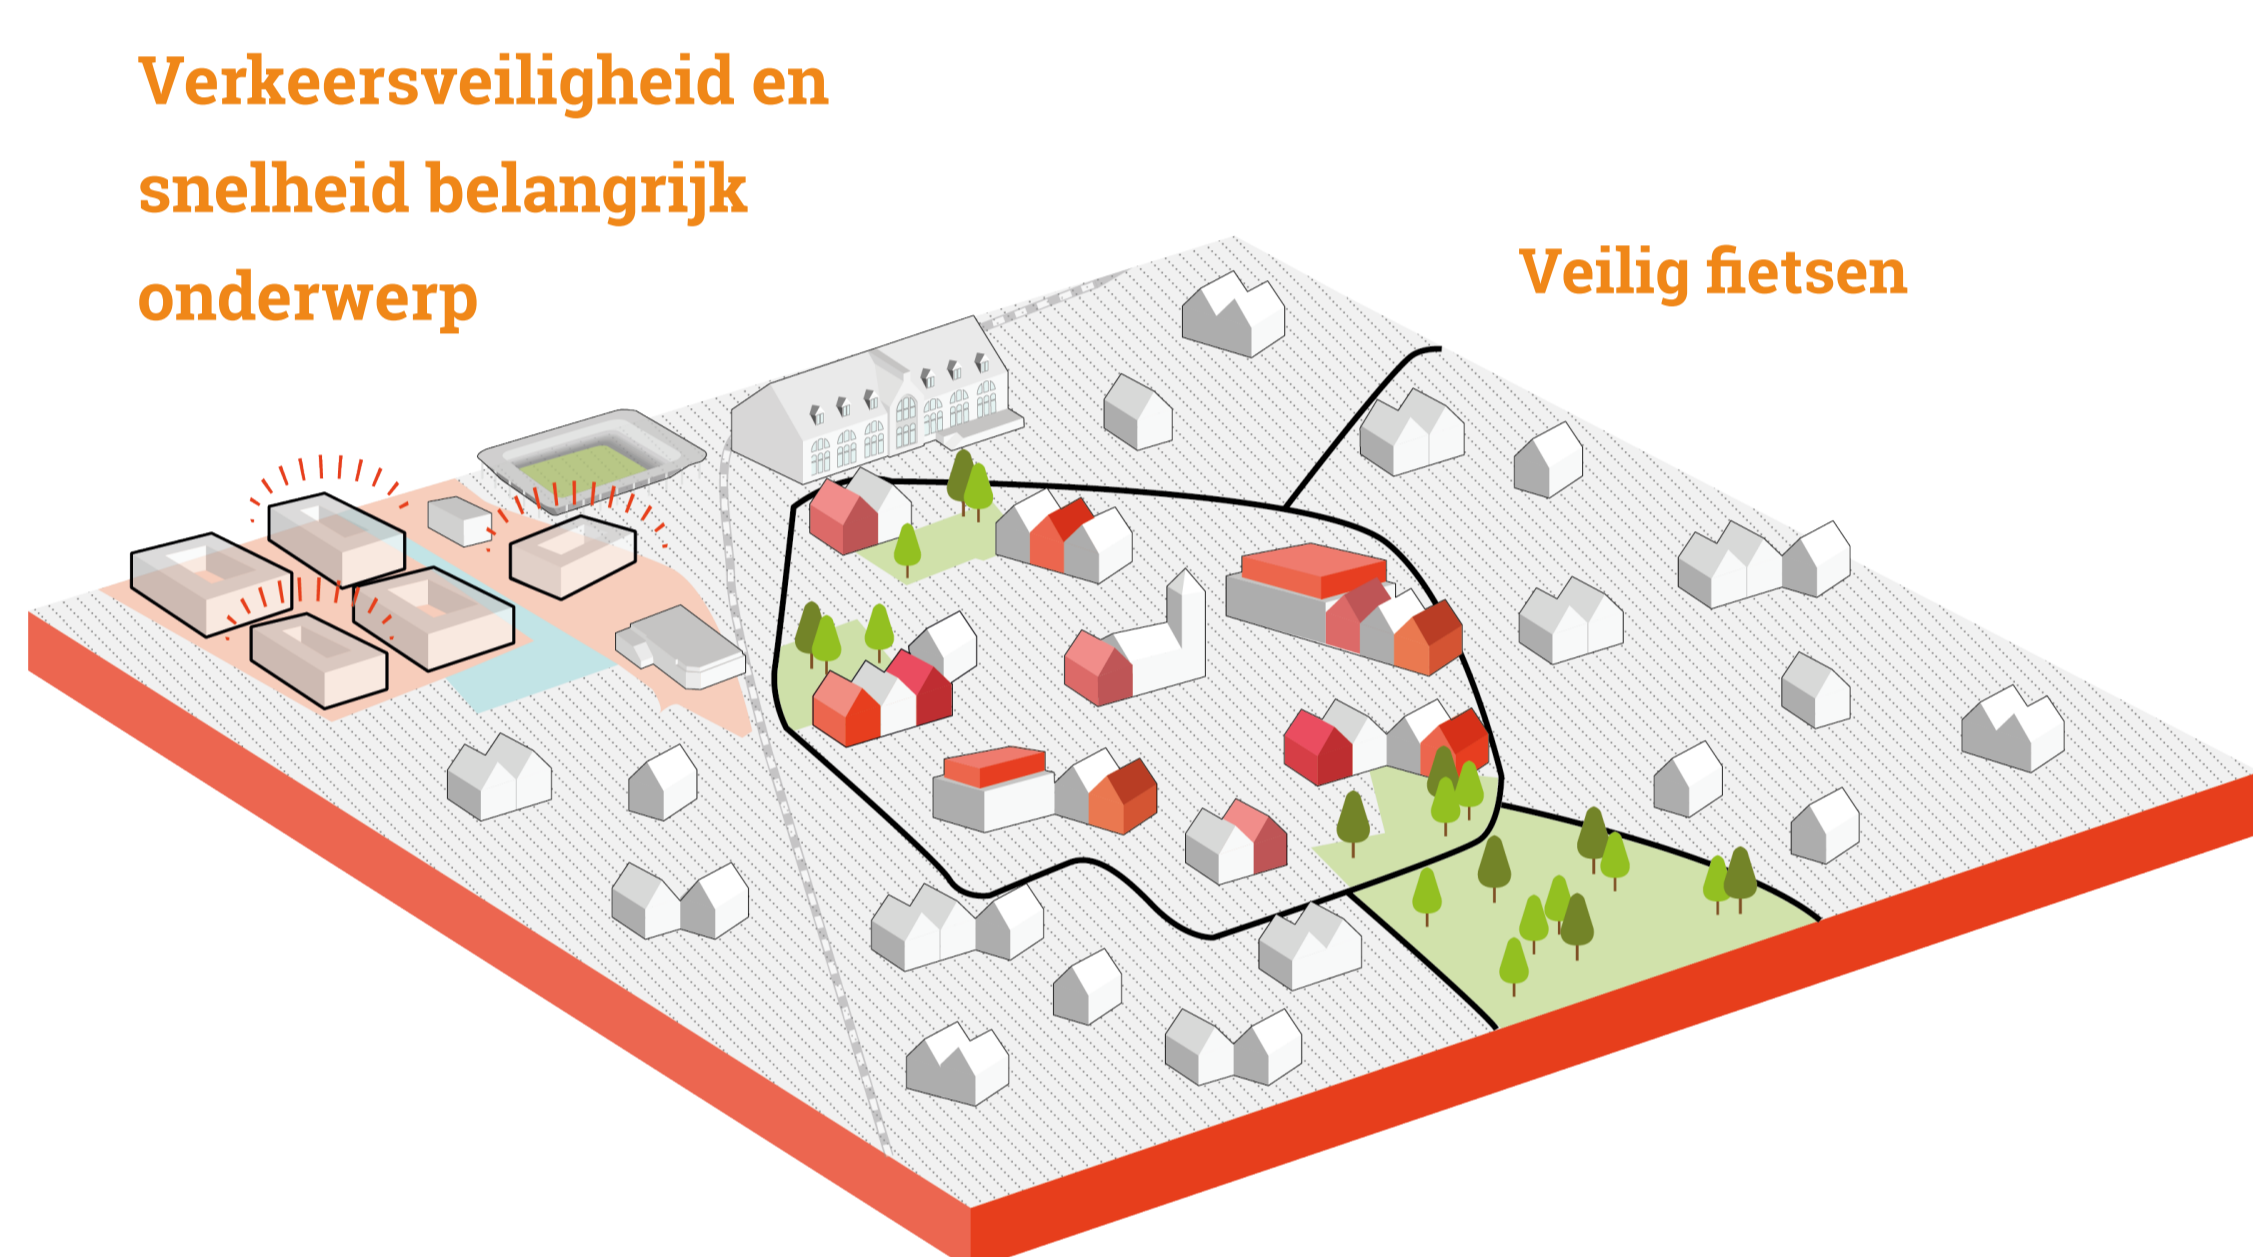 Verkeersveiligheid en
snelheid belangrijk
onderwerp
Veilig fietsen